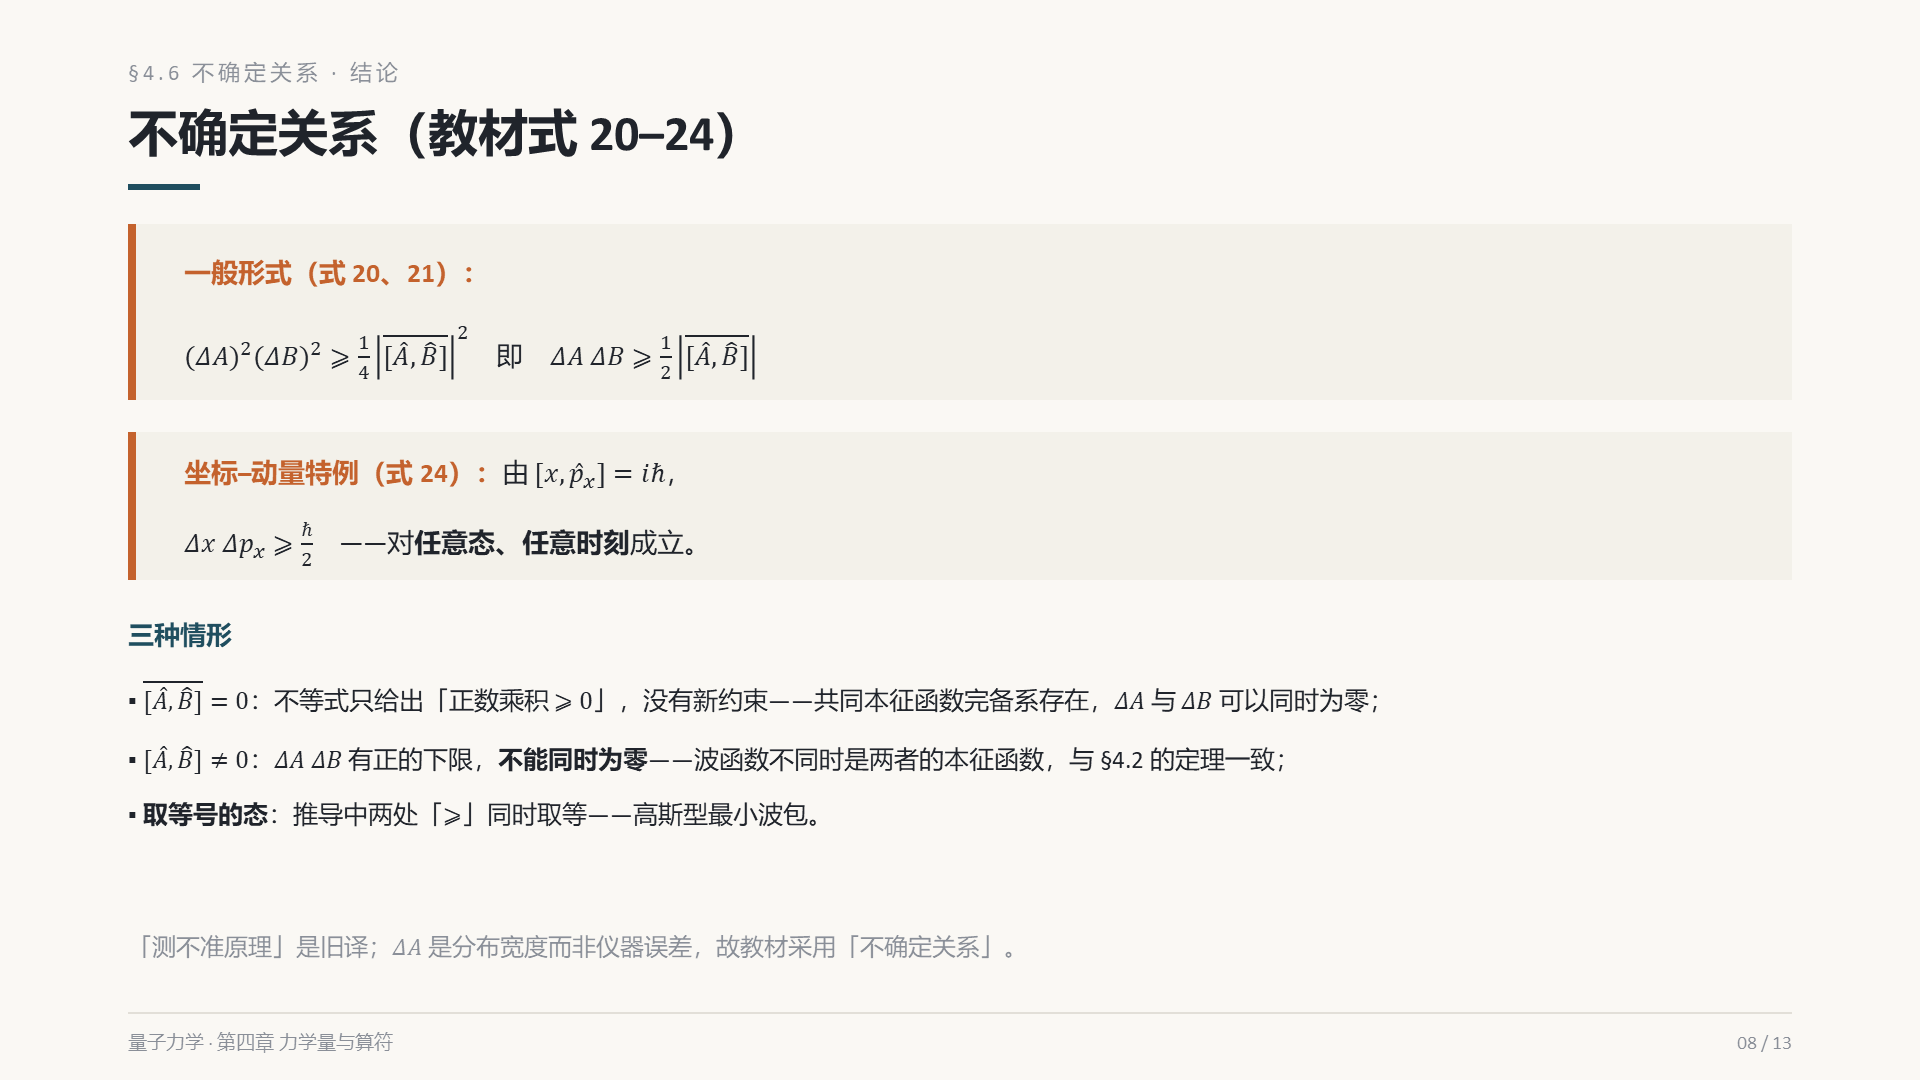 §4.6 不确定关系 · 结论
不确定关系（教材式 20–24）
一般形式（式 20、21）：
(ΔA)²(ΔB)² ⩾ 1/4 |\overline{[Â, B̂]}|² 即 ΔA ΔB ⩾ 1/2 |\overline{[Â, B̂]}|
坐标–动量特例（式 24）：由 [x, p̂ₓ] = iħ,
Δx Δpₓ ⩾ ħ/2 ——对任意态、任意时刻成立。
三种情形
▪ \overline{[Â, B̂]} = 0：不等式只给出「正数乘积 ⩾ 0」，没有新约束——共同本征函数完备系存在，ΔA 与 ΔB 可以同时为零；
▪ [Â, B̂] ≠ 0：ΔA ΔB 有正的下限，不能同时为零——波函数不同时是两者的本征函数，与 §4.2 的定理一致；
▪ 取等号的态：推导中两处「⩾」同时取等——高斯型最小波包。
「测不准原理」是旧译；ΔA 是分布宽度而非仪器误差，故教材采用「不确定关系」。
量子力学 · 第四章 力学量与算符
08 / 13